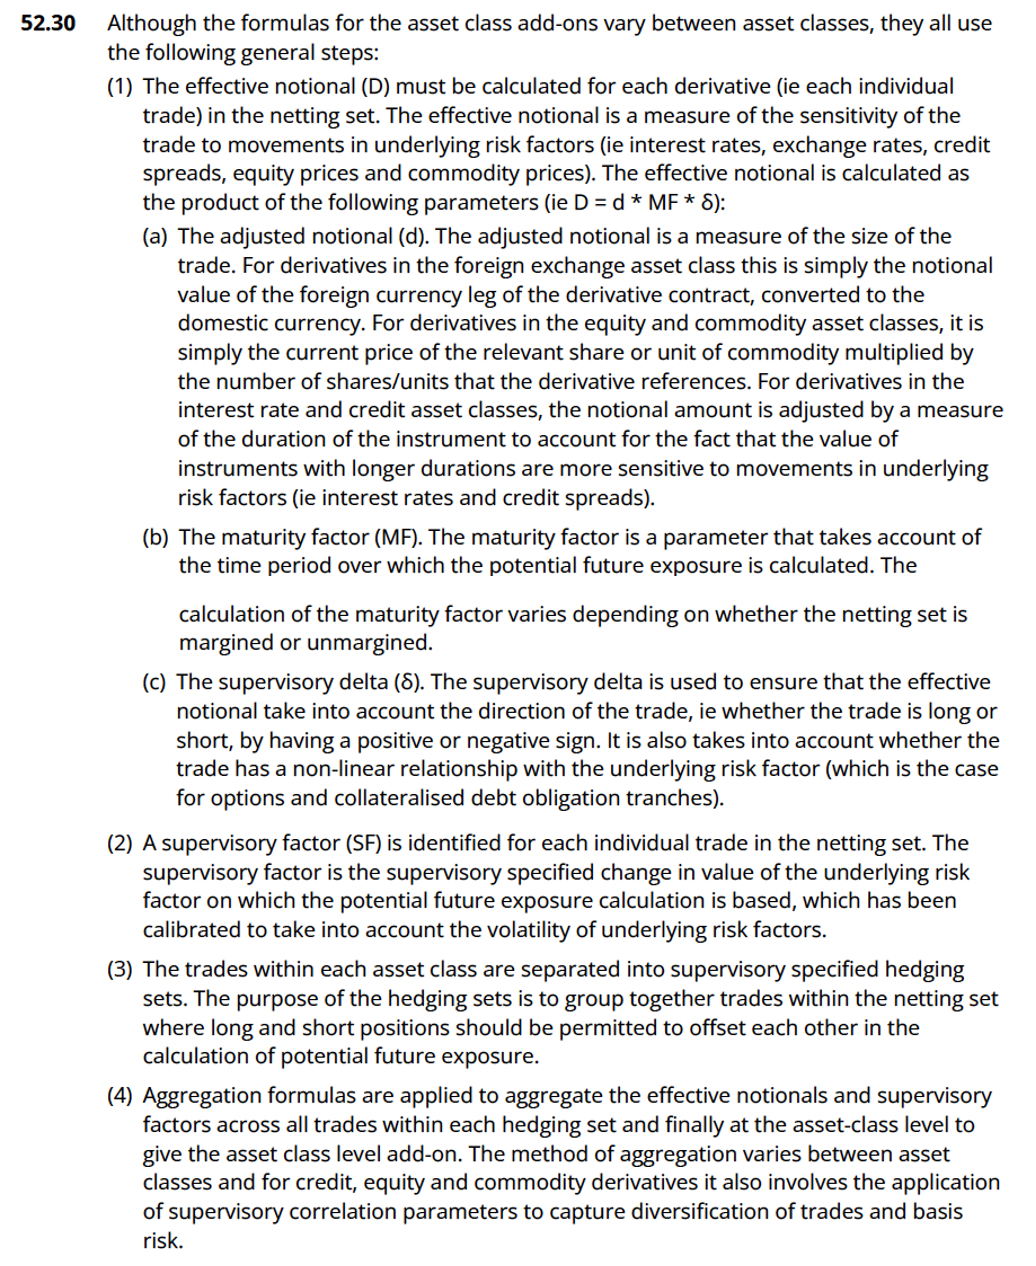 52.30 Although the formulas for the asset class add-ons vary between asset classes, they all use
the following general steps:
(1) The effective notional (D) must be calculated for each derivative (ie each individual
trade) in the netting set. The effective notional is a measure of the sensitivity of the
trade to movements in underlying risk factors (ie interest rates, exchange rates, credit
spreads, equity prices and commodity prices). The effective notional is calculated as
the product of the following parameters (ie D = d * MF * δ):
(a) The adjusted notional (d). The adjusted notional is a measure of the size of the
trade. For derivatives in the foreign exchange asset class this is simply the notional
value of the foreign currency leg of the derivative contract, converted to the
domestic currency. For derivatives in the equity and commodity asset classes, it is
simply the current price of the relevant share or unit of commodity multiplied by
the number of shares/units that the derivative references. For derivatives in the
interest rate and credit asset classes, the notional amount is adjusted by a measure
of the duration of the instrument to account for the fact that the value of
instruments with longer durations are more sensitive to movements in underlying
risk factors (ie interest rates and credit spreads).
(b) The maturity factor (MF). The maturity factor is a parameter that takes account of
the time period over which the potential future exposure is calculated. The
calculation of the maturity factor varies depending on whether the netting set is
margined or unmargined.
(c) The supervisory delta (δ). The supervisory delta is used to ensure that the effective
notional take into account the direction of the trade, ie whether the trade is long or
short, by having a positive or negative sign. It is also takes into account whether the
trade has a non-linear relationship with the underlying risk factor (which is the case
for options and collateralised debt obligation tranches).
(2) A supervisory factor (SF) is identified for each individual trade in the netting set. The
supervisory factor is the supervisory specified change in value of the underlying risk
factor on which the potential future exposure calculation is based, which has been
calibrated to take into account the volatility of underlying risk factors.
(3) The trades within each asset class are separated into supervisory specified hedging
sets. The purpose of the hedging sets is to group together trades within the netting set
where long and short positions should be permitted to offset each other in the
calculation of potential future exposure.
(4) Aggregation formulas are applied to aggregate the effective notionals and supervisory
factors across all trades within each hedging set and finally at the asset-class level to
give the asset class level add-on. The method of aggregation varies between asset
classes and for credit, equity and commodity derivatives it also involves the application
of supervisory correlation parameters to capture diversification of trades and basis
risk.